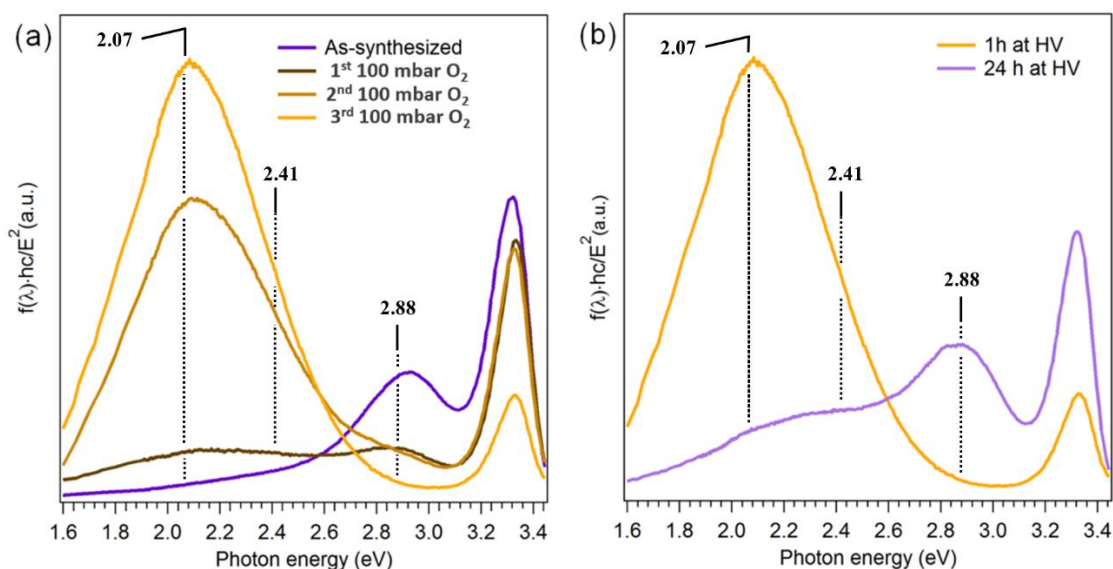 (a)
2.07
As-synthesized
1st 100 mbar O2
2nd 100 mbar O2
3rd 100 mbar O2
2.41
2.88
f(λ)·hc/E2(a.u.)
1.6 1.8 2.0 2.2 2.4 2.6 2.8 3.0 3.2 3.4
Photon energy (eV)
(b)
2.07
1h at HV
24 h at HV
2.41
2.88
f(λ)·hc/E2(a.u.)
1.6 1.8 2.0 2.2 2.4 2.6 2.8 3.0 3.2 3.4
Photon energy (eV)